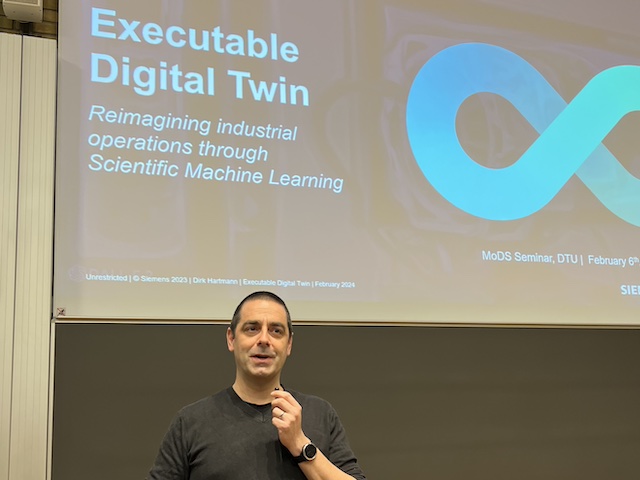 Executable
Digital Twin
Reimagining industrial
operations through
Scientific Machine Learning
MoDS Seminar, DTU | February 6th
Unrestricted | © Siemens 2023 | Dirk Hartmann | Executable Digital Twin | February 2024
SIE